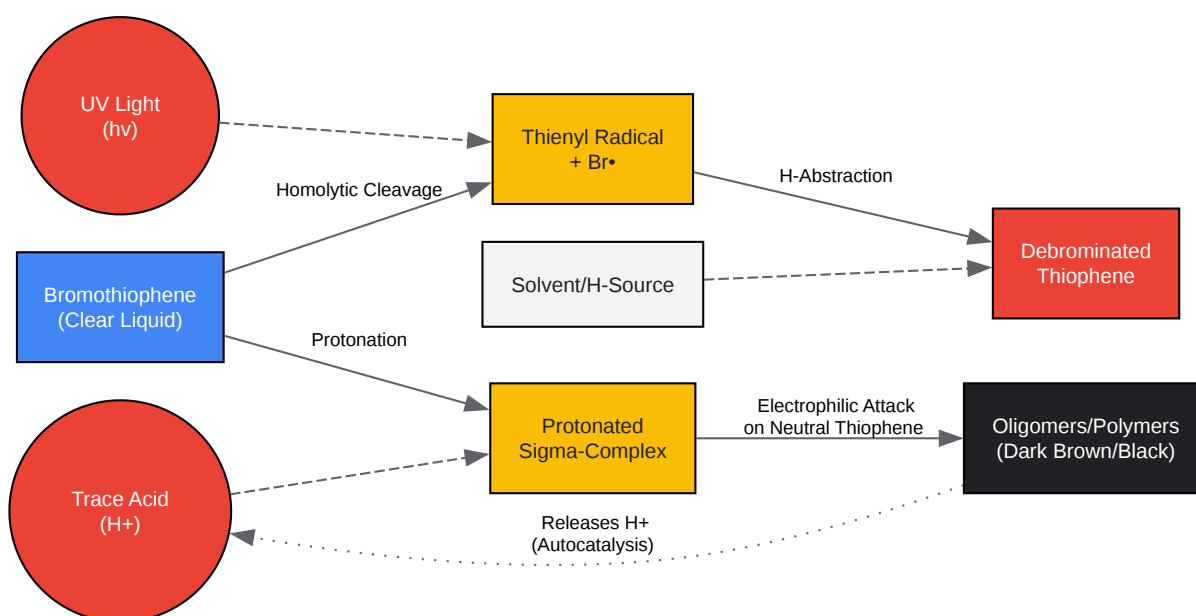 UV Light
(hv)
Thienyl Radical
+ Br•
Homolytic Cleavage
H-Abstraction
Debrominated
Thiophene
Solvent/H-Source
Bromothiophene
(Clear Liquid)
Protonation
Protonated
Sigma-Complex
Electrophilic Attack
on Neutral Thiophene
Oligomers/Polymers
(Dark Brown/Black)
Trace Acid
(H+)
Releases H+
(Autocatalysis)